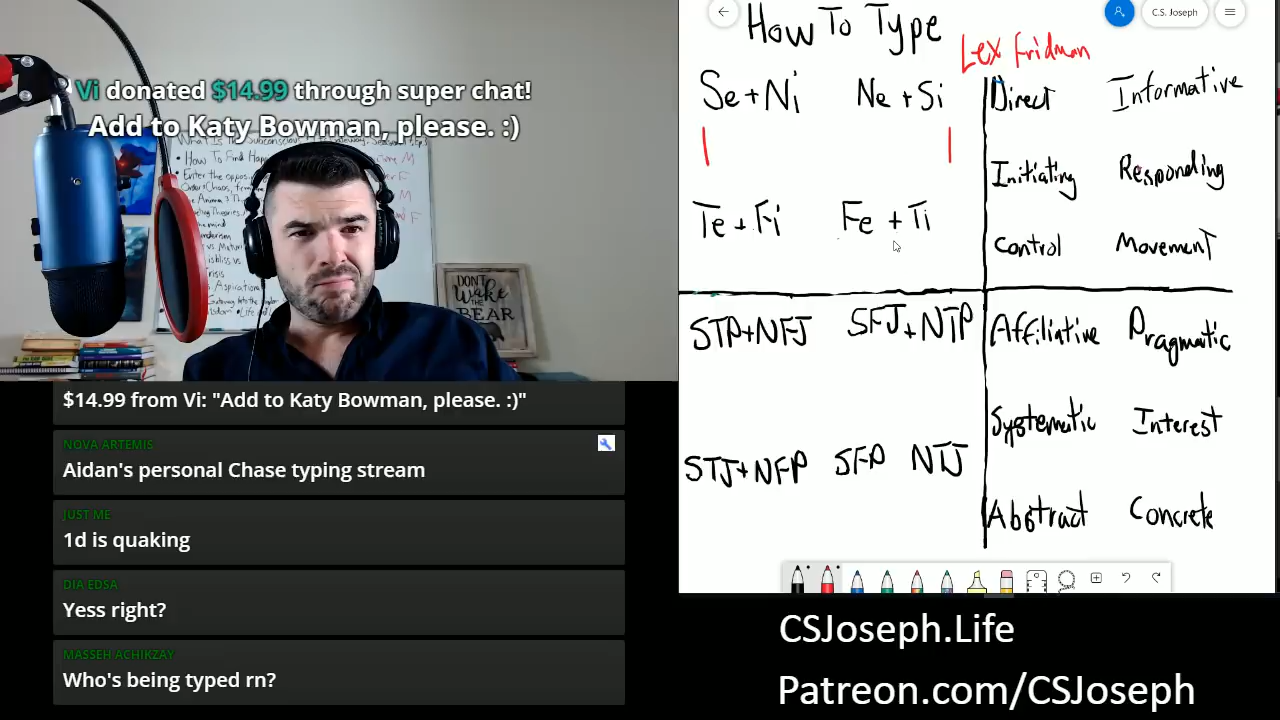 Vi donated $14.99 through super chat!
Add to Katy Bowman, please. :)
DON'T
Wake
THE
BEAR
$14.99 from Vi: "Add to Katy Bowman, please. :)"
NOVA ARTEMIS
Aidan's personal Chase typing stream
JUST ME
1d is quaking
DIA EDSA
Yess right?
MASSEH ACHIKZAY
Who's being typed rn?
C.S. Joseph
How To Type
Lex Fridman
Se + Ni Ne + Si Direct Informative
Initiating Responding
Te + Fi Fe + Ti
Control Movement
STP+NFJ SFJ+NTP Affiliative Pragmatic
Systematic Interest
STJ+NFP SFP NTJ
Abstract Concrete
CSJoseph.Life
Patreon.com/CSJoseph